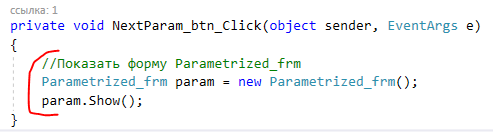 ссылка: 1
private void NextParam_btn_Click(object sender, EventArgs e)
{
//Показать форму Parametrized_frm
Parametrized_frm param = new Parametrized_frm();
param.Show();
}